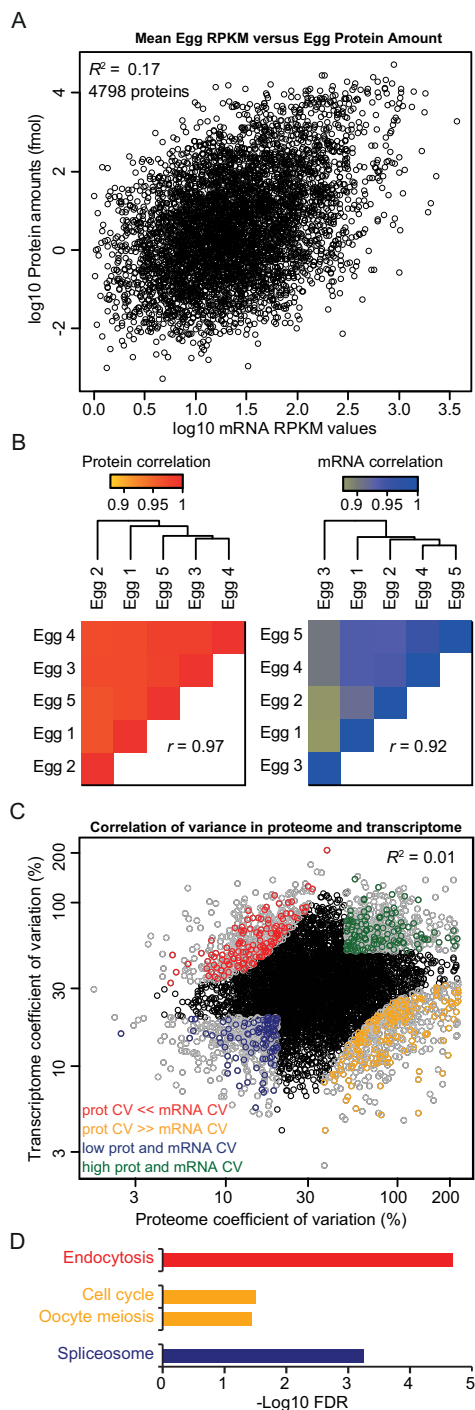 A
Mean Egg RPKM versus Egg Protein Amount
R² = 0.17
4798 proteins
log10 Protein amounts (fmol)
4
2
0
-2
0.0 0.5 1.0 1.5 2.0 2.5 3.0 3.5
log10 mRNA RPKM values
B
Protein correlation
0.9 0.95 1
Egg 2
Egg 1
Egg 5
Egg 3
Egg 4
Egg 4
Egg 3
Egg 5
Egg 1
Egg 2
r = 0.97
mRNA correlation
0.9 0.95 1
Egg 3
Egg 1
Egg 2
Egg 4
Egg 5
Egg 5
Egg 4
Egg 2
Egg 1
Egg 3
r = 0.92
C
Correlation of variance in proteome and transcriptome
R² = 0.01
Transcriptome coefficient of variation (%)
200
100
30
10
3
prot CV << mRNA CV
prot CV >> mRNA CV
low prot and mRNA CV
high prot and mRNA CV
3 10 30 100 200
Proteome coefficient of variation (%)
D
Endocytosis
Cell cycle
Oocyte meiosis
Spliceosome
0 1 2 3 4 5
-Log10 FDR